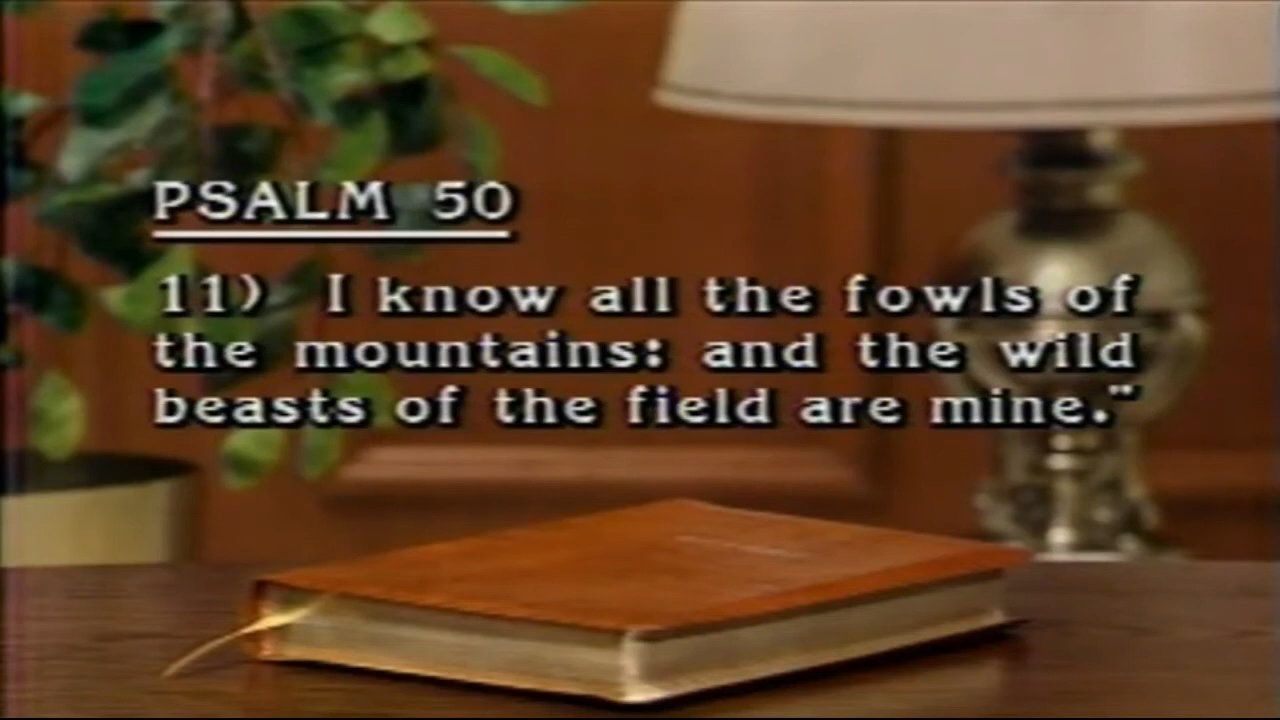 PSALM 50
11) I know all the fowls of
the mountains: and the wild
beasts of the field are mine."